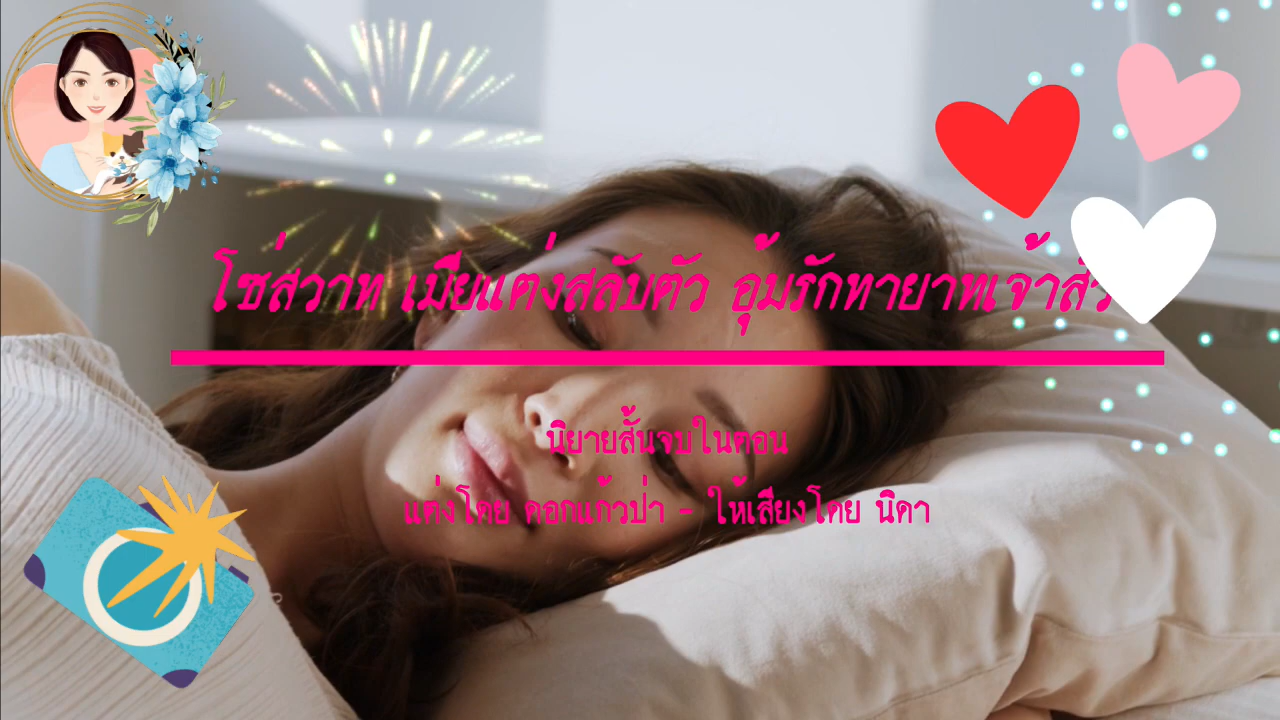 โซ่สวาท เมียแต่งสลับตัว อุ้มรักทายาทเจ้าสัว
นิยายสั้นจบในตอน
แต่งโดย ดอกแก้วป่า - ให้เสียงโดย นิดา